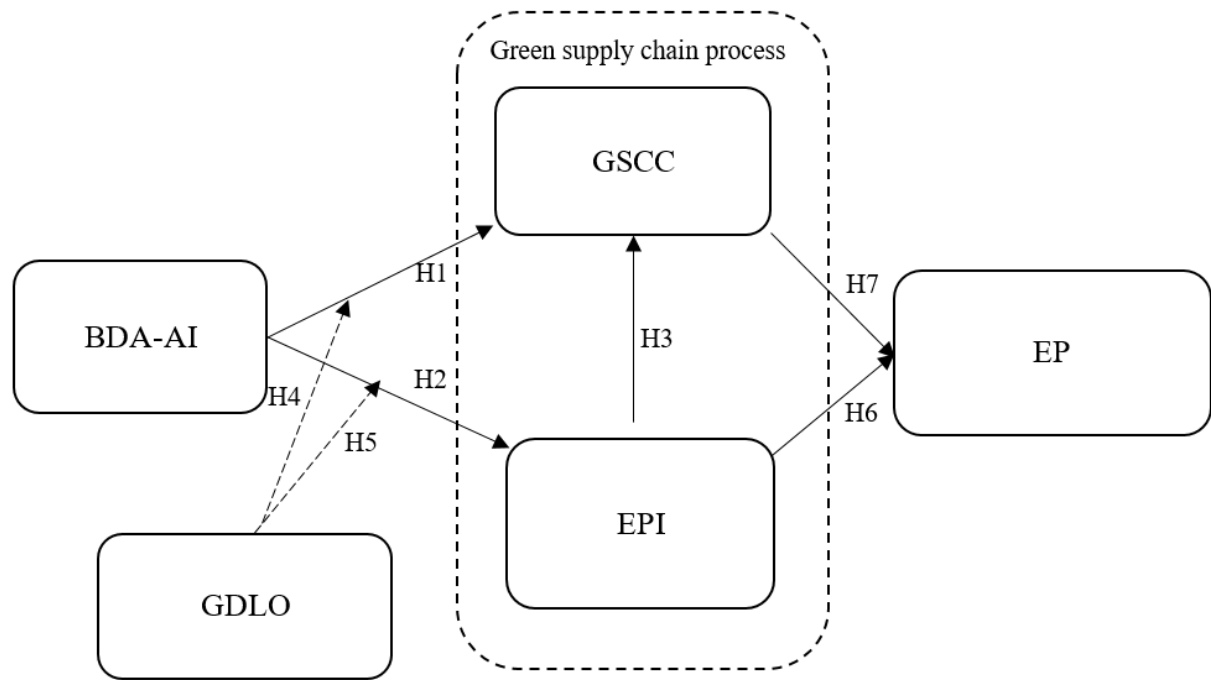 Green supply chain process
GSCC
H1
H7
BDA-AI
H3
EP
H2
H4
H5
H6
EPI
GDLO